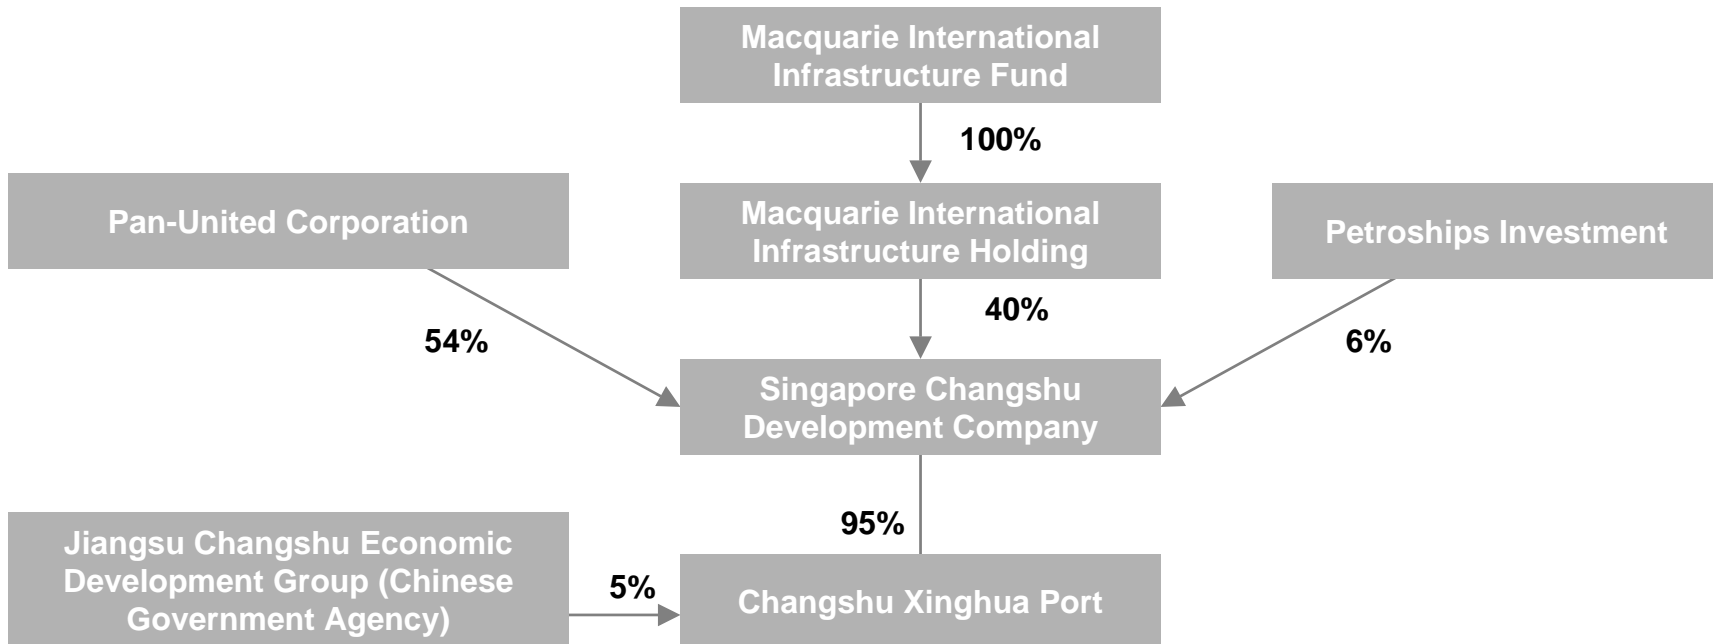 Macquarie International
Infrastructure Fund
100%
Pan-United Corporation
Macquarie International
Infrastructure Holding
Petroships Investment
40%
54%
6%
Singapore Changshu
Development Company
95%
Jiangsu Changshu Economic
Development Group (Chinese
Government Agency)
5%
Changshu Xinghua Port